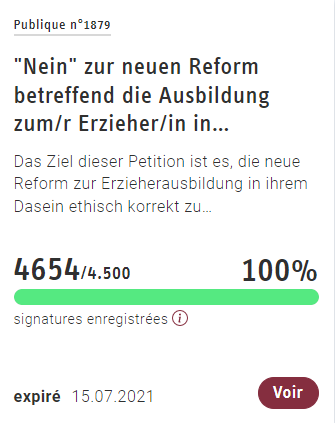 Publique n°1879
"Nein" zur neuen Reform
betreffend die Ausbildung
zum/r Erzieher/in in...
Das Ziel dieser Petition ist es, die neue
Reform zur Erzieherausbildung in ihrem
Dasein ethisch korrekt zu...
4654/4.500 100%
signatures enregistrées i
expiré 15.07.2021 Voir